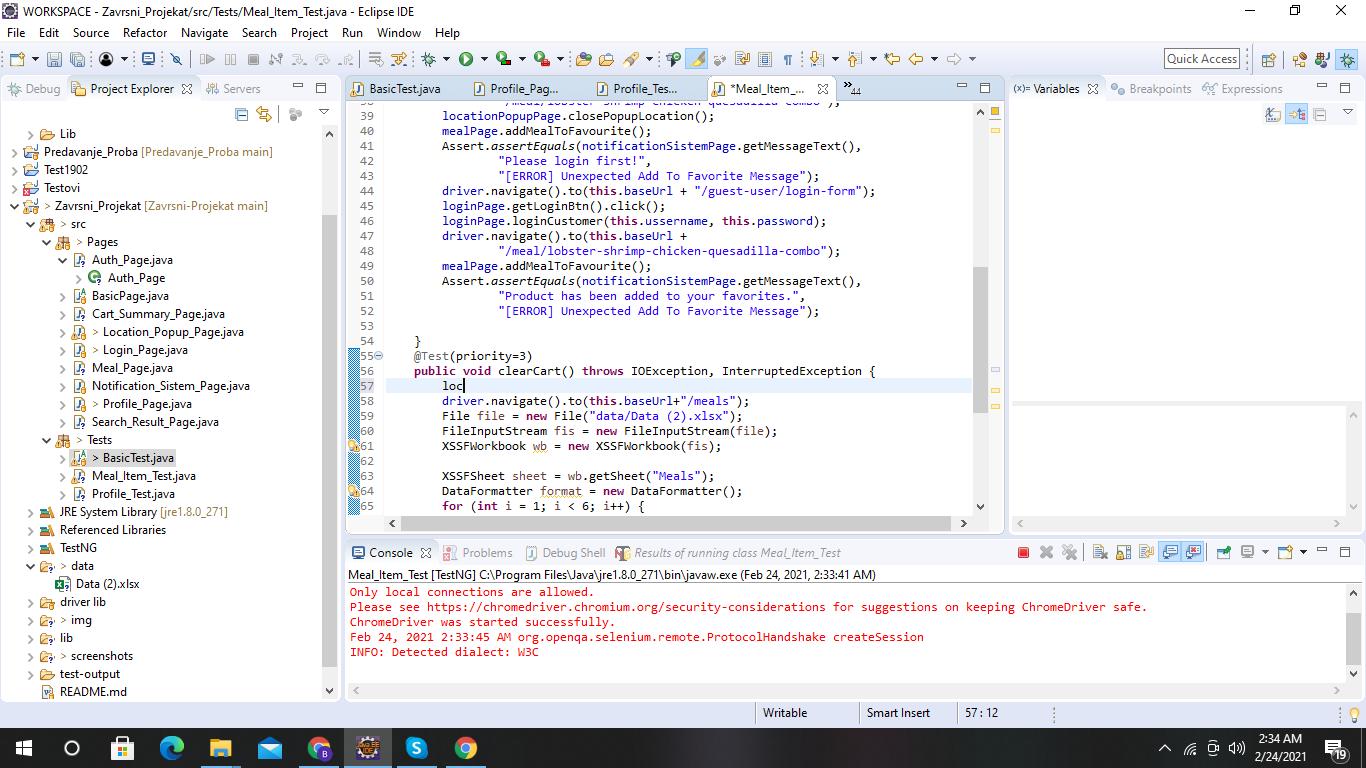 WORKSPACE - Zavrsni_Projekat/src/Tests/Meal_Item_Test.java - Eclipse IDE
File Edit Source Refactor Navigate Search Project Run Window Help
Quick Access
Debug Project Explorer Servers
Lib
Predavanje_Proba [Predavanje_Proba main]
Test1902
Testovi
> Zavrsni_Projekat [Zavrsni-Projekat main]
> src
> Pages
Auth_Page.java
Auth_Page
BasicPage.java
Cart_Summary_Page.java
> Location_Popup_Page.java
> Login_Page.java
Meal_Page.java
Notification_Sistem_Page.java
> Profile_Page.java
Search_Result_Page.java
> Tests
> BasicTest.java
Meal_Item_Test.java
Profile_Test.java
JRE System Library [jre1.8.0_271]
Referenced Libraries
TestNG
> data
Data (2).xlsx
driver lib
> img
lib
> screenshots
test-output
README.md
BasicTest.java Profile_Pag... Profile_Tes... *Meal_Item_... »44
38 "/meal/lobster-shrimp-chicken-quesadilla-combo");
39 locationPopupPage.closePopupLocation();
40 mealPage.addMealToFavourite();
41 Assert.assertEquals(notificationSistemPage.getMessageText(),
42 "Please login first!",
43 "[ERROR] Unexpected Add To Favorite Message");
44 driver.navigate().to(this.baseUrl + "/guest-user/login-form");
45 loginPage.getLoginBtn().click();
46 loginPage.loginCustomer(this.ussername, this.password);
47 driver.navigate().to(this.baseUrl +
48 "/meal/lobster-shrimp-chicken-quesadilla-combo");
49 mealPage.addMealToFavourite();
50 Assert.assertEquals(notificationSistemPage.getMessageText(),
51 "Product has been added to your favorites.",
52 "[ERROR] Unexpected Add To Favorite Message");
53
54 }
55 @Test(priority=3)
56 public void clearCart() throws IOException, InterruptedException {
57 loc
58 driver.navigate().to(this.baseUrl+"/meals");
59 File file = new File("data/Data (2).xlsx");
60 FileInputStream fis = new FileInputStream(file);
61 XSSFWorkbook wb = new XSSFWorkbook(fis);
62
63 XSSFSheet sheet = wb.getSheet("Meals");
64 DataFormatter format = new DataFormatter();
65 for (int i = 1; i < 6; i++) {
(x)= Variables Breakpoints Expressions
Console Problems Debug Shell Results of running class Meal_Item_Test
Meal_Item_Test [TestNG] C:\Program Files\Java\jre1.8.0_271\bin\javaw.exe (Feb 24, 2021, 2:33:41 AM)
Only local connections are allowed.
Please see https://chromedriver.chromium.org/security-considerations for suggestions on keeping ChromeDriver safe.
ChromeDriver was started successfully.
Feb 24, 2021 2:33:45 AM org.openqa.selenium.remote.ProtocolHandshake createSession
INFO: Detected dialect: W3C
Writable Smart Insert 57 : 12
2:34 AM
2/24/2021
19